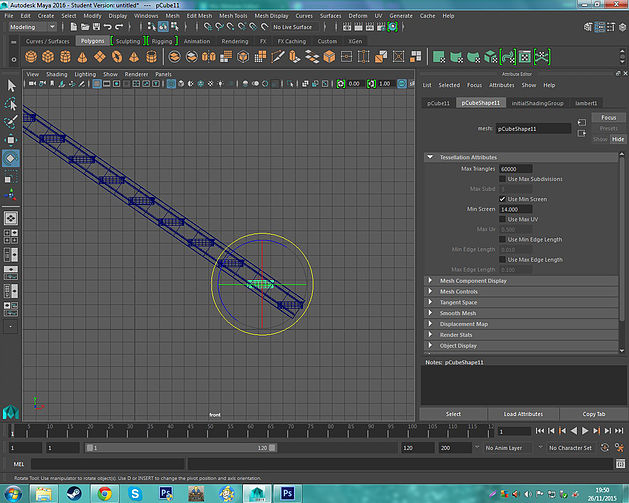 Autodesk Maya 2016 - Student Version: untitled* --- pCube11
File Edit Create Select Modify Display Windows Mesh Edit Mesh Mesh Tools Mesh Display Curves Surfaces Deform UV Generate Cache Help
Modeling
No Live Surface
Curves / Surfaces Polygons Sculpting Rigging Animation Rendering FX FX Caching Custom XGen
View Shading Lighting Show Renderer Panels
0.00 1.00
front
Attribute Editor
List Selected Focus Attributes Show Help
pCube11 pCubeShape11 initialShadingGroup lambert1
mesh: pCubeShape11
Focus
Presets
Show Hide
Tessellation Attributes
Max Triangles 60000
Use Max Subdivisions
Max Subd
Use Min Screen
Min Screen 14.000
Use Max UV
Max Uv 0.500
Use Min Edge Length
Min Edge Length 0.010
Use Max Edge Length
Max Edge Length 0.100
Mesh Component Display
Mesh Controls
Tangent Space
Smooth Mesh
Displacement Map
Render Stats
Object Display
Notes: pCubeShape11
Select Load Attributes Copy Tab
5 10 15 20 25 30 35 40 45 50 55 60 65 70 75 80 85 90 95 100 105 110 115 12
1
1 1 1 120 120 200 No Anim Layer No Character Set
MEL
Rotate Tool: Use manipulator to rotate object(s). Use D or INSERT to change the pivot position and axis orientation.
19:50
26/11/2015